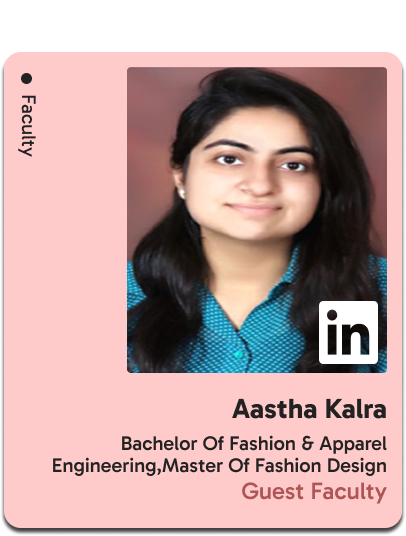 Faculty
in
Aastha Kalra
Bachelor Of Fashion & Apparel
Engineering,Master Of Fashion Design
Guest Faculty